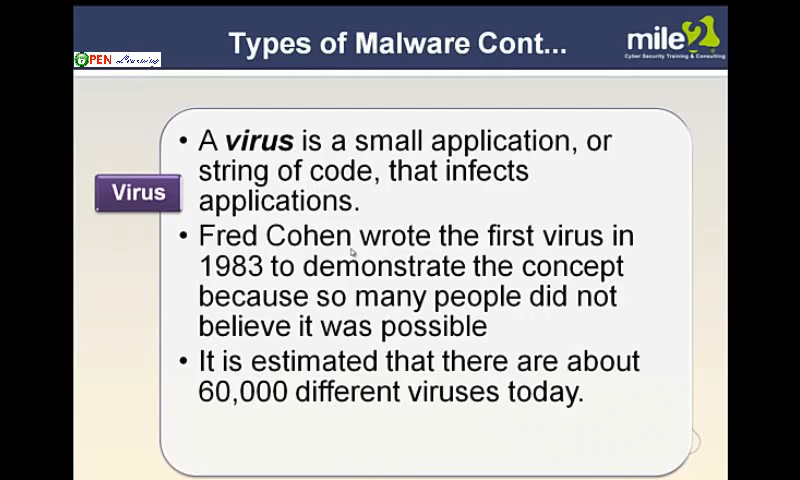 Types of Malware Cont...
mile2
Cyber Security Training & Consulting
OPEN Learning
Virus
• A virus is a small application, or
string of code, that infects
applications.
• Fred Cohen wrote the first virus in
1983 to demonstrate the concept
because so many people did not
believe it was possible
• It is estimated that there are about
60,000 different viruses today.